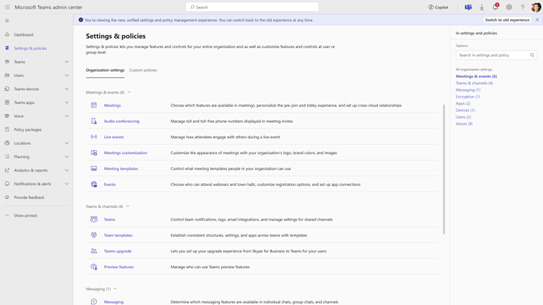 Microsoft Teams admin center
Search
Copilot
You're viewing the new, unified settings and policy management experience. You can switch back to the old experience at any time.
Switch to old experience
Dashboard
Settings & policies
Teams
Users
Teams devices
Teams apps
Voice
Policy packages
Locations
Planning
Analytics & reports
Notifications & alerts
Provide feedback
Show pinned
Settings & policies
Settings & policies lets you manage features and controls for your entire organization and as well as customize features and controls at user or
group level.
Organization settings
Custom policies
Meetings & events (6)
Meetings
Choose which features are available in meetings, personalize the pre-join and lobby experience, and set up cross-cloud relationships
Audio conferencing
Manage toll and toll-free phone numbers displayed in meeting invites
Live events
Manage how attendees engage with others during a live event
Meetings customization
Customize the appearance of meetings with your organization's logo, brand colors, and images
Meeting templates
Control what meeting templates people in your organization can use
Events
Choose who can attend webinars and town halls, customize registration options, and set up app connections
Teams & channels (4)
Teams
Control team notifications, tags, email integrations, and manage settings for shared channels
Team templates
Establish consistent structures, settings, and apps across teams with templates
Teams upgrade
Lets you set up your upgrade experience from Skype for Business to Teams for your users
Preview features
Manage who can use Teams preview features
Messaging (1)
Messaging
Determine which messaging features are available in individual chats, group chats, and channels
In settings and policies
Options
Search in settings and policy
All organization settings
Meetings & events (6)
Teams & channels (4)
Messaging (1)
Encryption (1)
Apps (2)
Devices (1)
Users (2)
Voices (9)